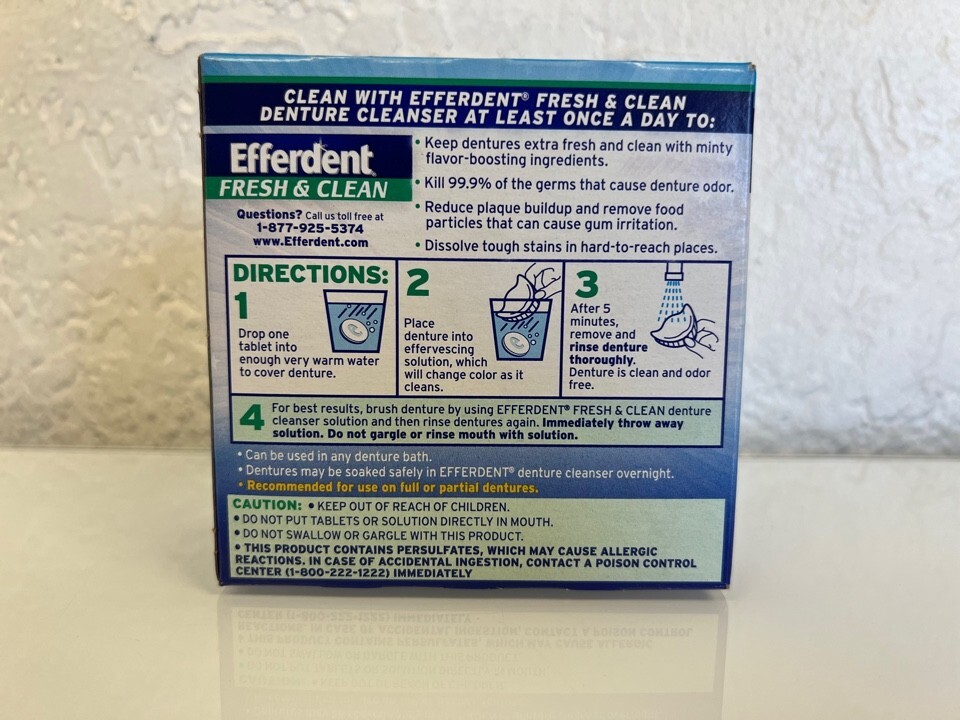 CLEAN WITH EFFERDENT® FRESH & CLEAN
DENTURE CLEANSER AT LEAST ONCE A DAY TO:
Efferdent
FRESH & CLEAN
Questions? Call us toll free at
1-877-925-5374
www.Efferdent.com
• Keep dentures extra fresh and clean with minty
flavor-boosting ingredients.
• Kill 99.9% of the germs that cause denture odor.
• Reduce plaque buildup and remove food
particles that can cause gum irritation.
• Dissolve tough stains in hard-to-reach places.
DIRECTIONS:
1
Drop one
tablet into
enough very warm water
to cover denture.
2
Place
denture into
effervescing
solution, which
will change color as it
cleans.
3
After 5
minutes,
remove and
rinse denture
thoroughly.
Denture is clean and odor
free.
4
For best results, brush denture by using EFFERDENT® FRESH & CLEAN denture
cleanser solution and then rinse dentures again. Immediately throw away
solution. Do not gargle or rinse mouth with solution.
• Can be used in any denture bath.
• Dentures may be soaked safely in EFFERDENT® denture cleanser overnight.
• Recommended for use on full or partial dentures.
CAUTION: • KEEP OUT OF REACH OF CHILDREN.
• DO NOT PUT TABLETS OR SOLUTION DIRECTLY IN MOUTH.
• DO NOT SWALLOW OR GARGLE WITH THIS PRODUCT.
• THIS PRODUCT CONTAINS PERSULFATES, WHICH MAY CAUSE ALLERGIC
REACTIONS. IN CASE OF ACCIDENTAL INGESTION, CONTACT A POISON CONTROL
CENTER (1-800-222-1222) IMMEDIATELY